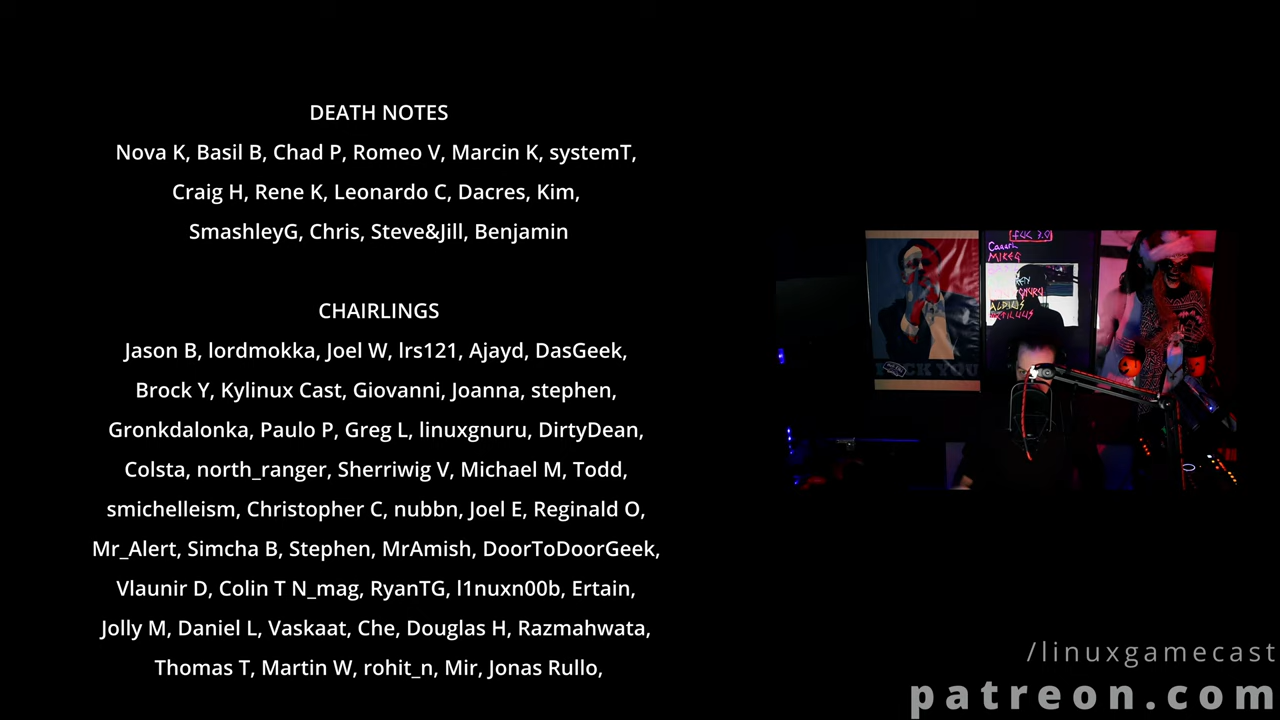 DEATH NOTES
Nova K, Basil B, Chad P, Romeo V, Marcin K, systemT,
Craig H, Rene K, Leonardo C, Dacres, Kim,
SmashleyG, Chris, Steve&Jill, Benjamin
CHAIRLINGS
Jason B, lordmokka, Joel W, lrs121, Ajayd, DasGeek,
Brock Y, Kylinux Cast, Giovanni, Joanna, stephen,
Gronkdalonka, Paulo P, Greg L, linuxgnuru, DirtyDean,
Colsta, north_ranger, Sherriwig V, Michael M, Todd,
smichelleism, Christopher C, nubbn, Joel E, Reginald O,
Mr_Alert, Simcha B, Stephen, MrAmish, DoorToDoorGeek,
Vlaunir D, Colin T N_mag, RyanTG, l1nuxn00b, Ertain,
Jolly M, Daniel L, Vaskaat, Che, Douglas H, Razmahwata,
Thomas T, Martin W, rohit_n, Mir, Jonas Rullo,
MIKEG
YOU
/linuxgamecast
patreon.com